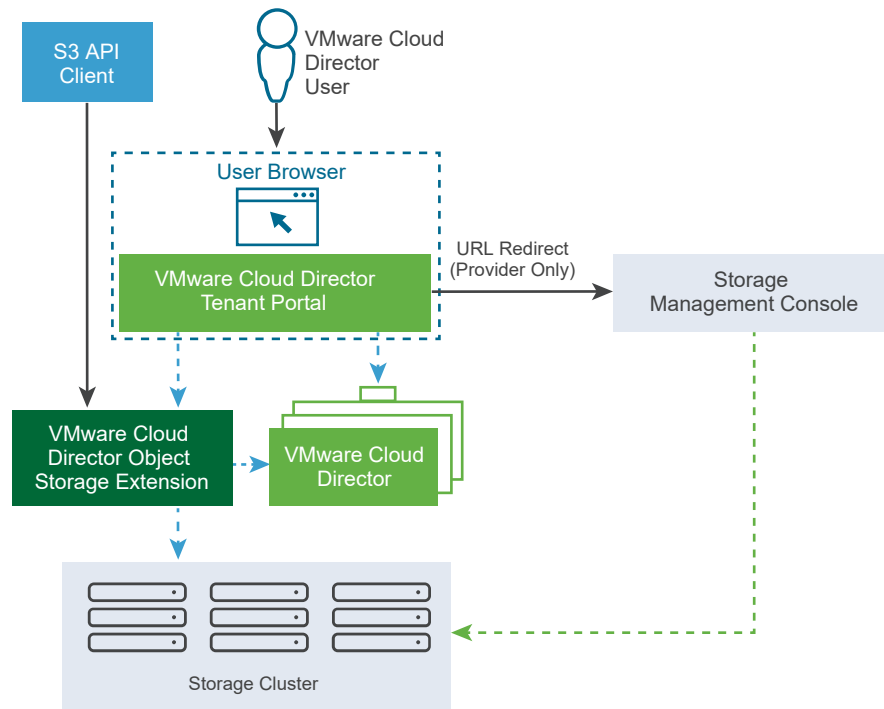 S3 API
Client
VMware Cloud
Director
User
User Browser
VMware Cloud Director
Tenant Portal
URL Redirect
(Provider Only)
Storage
Management Console
VMware Cloud
Director Object
Storage Extension
VMware Cloud
Director
Storage Cluster